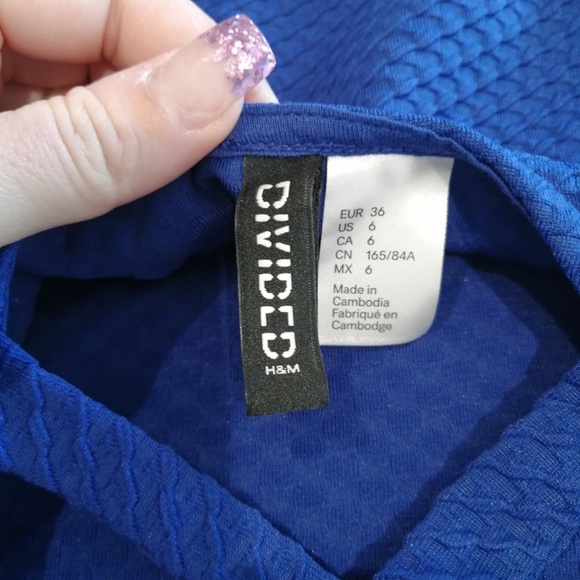 DIVIDED
H&M
EUR 36
US 6
CA 6
CN 165/84A
MX 6
Made in
Cambodia
Fabriqué en
Cambodge